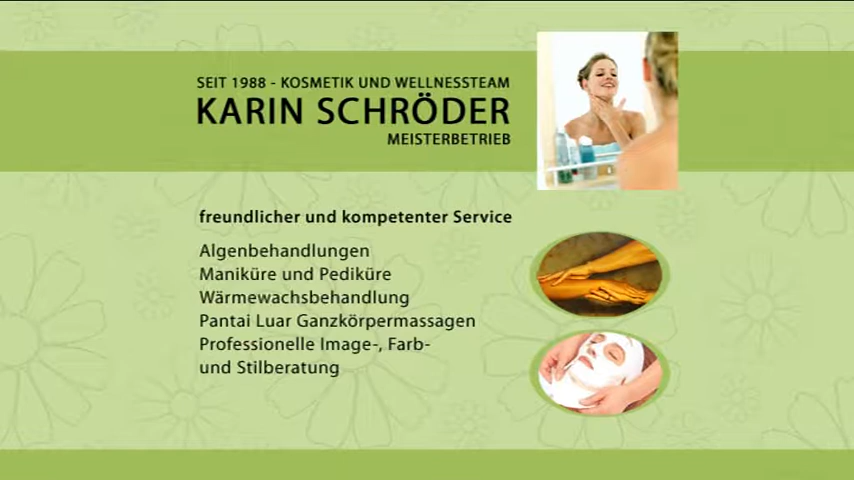 SEIT 1988 - KOSMETIK UND WELLNESSTEAM
KARIN SCHRÖDER
MEISTERBETRIEB
freundlicher und kompetenter Service
Algenbehandlungen
Maniküre und Pediküre
Wärmewachsbehandlung
Pantai Luar Ganzkörpermassagen
Professionelle Image-, Farb-
und Stilberatung